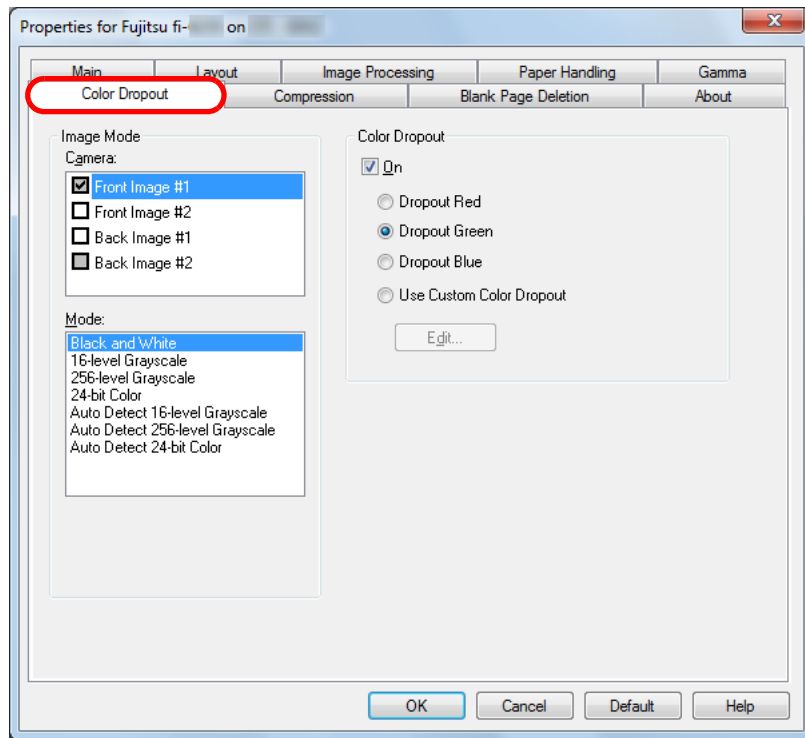 Properties for Fujitsu fi- on
Main Layout Image Processing Paper Handling Gamma
Color Dropout Compression Blank Page Deletion About
Image Mode
Camera:
Front Image #1
Front Image #2
Back Image #1
Back Image #2
Mode:
Black and White
16-level Grayscale
256-level Grayscale
24-bit Color
Auto Detect 16-level Grayscale
Auto Detect 256-level Grayscale
Auto Detect 24-bit Color
Color Dropout
On
Dropout Red
Dropout Green
Dropout Blue
Use Custom Color Dropout
Edit...
OK Cancel Default Help